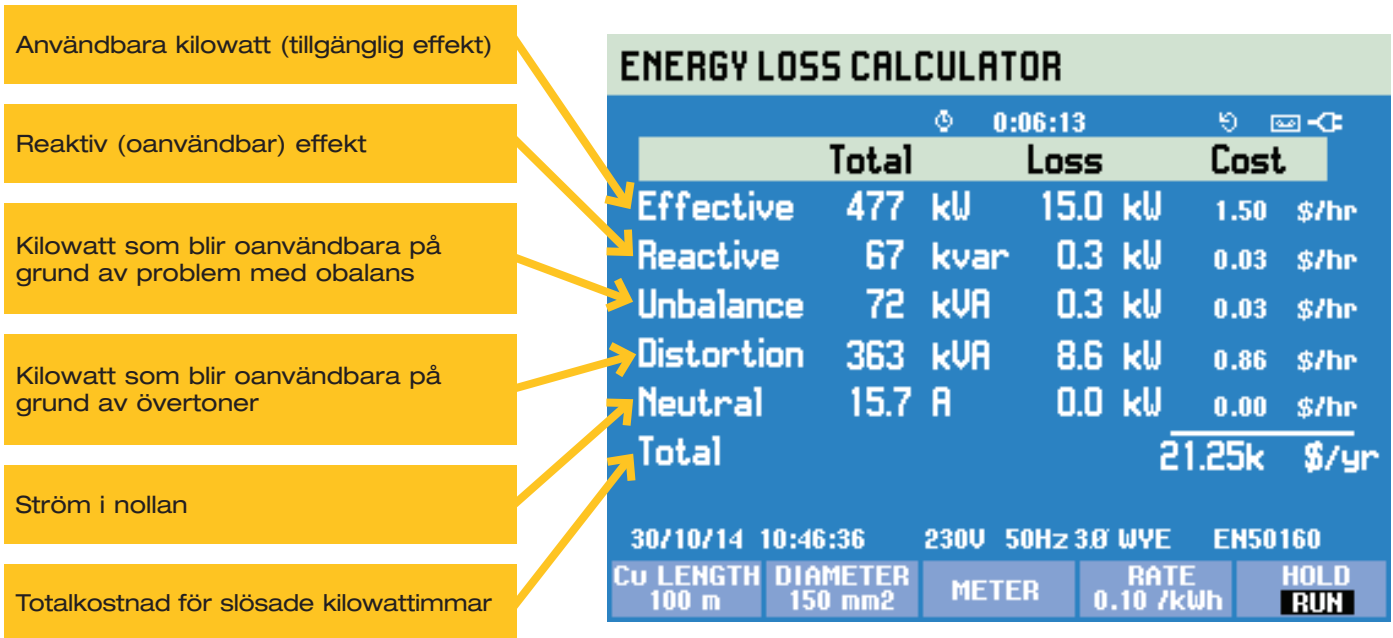 Användbara kilowatt (tillgänglig effekt)
Reaktiv (oanvändbar) effekt
Kilowatt som blir oanvändbara på
grund av problem med obalans
Kilowatt som blir oanvändbara på
grund av övertoner
Ström i nollan
Totalkostnad för slösade kilowattimmar
ENERGY LOSS CALCULATOR
0:06:13
Total Loss Cost
Effective 477 kW 15.0 kW 1.50 $/hr
Reactive 67 kvar 0.3 kW 0.03 $/hr
Unbalance 72 kVA 0.3 kW 0.03 $/hr
Distortion 363 kVA 8.6 kW 0.86 $/hr
Neutral 15.7 A 0.0 kW 0.00 $/hr
Total 21.25k $/yr
30/10/14 10:46:36 230V 50Hz 3Ø WYE EN50160
Cu LENGTH DIAMETER METER RATE HOLD
100 m 150 mm2 0.10 /kWh RUN